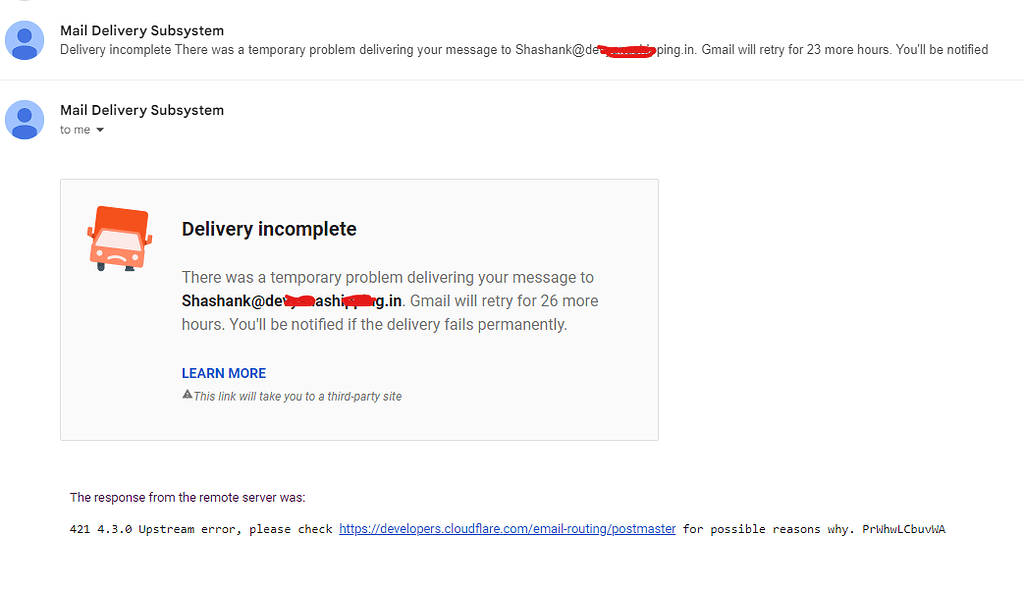 Mail Delivery Subsystem
Delivery incomplete There was a temporary problem delivering your message to Shashank@de pping.in. Gmail will retry for 23 more hours. You'll be notified
Mail Delivery Subsystem
to me
Delivery incomplete
There was a temporary problem delivering your message to
Shashank@de g.in. Gmail will retry for 26 more
hours. You'll be notified if the delivery fails permanently.
LEARN MORE
This link will take you to a third-party site
The response from the remote server was:
421 4.3.0 Upstream error, please check https://developers.cloudflare.com/email-routing/postmaster for possible reasons why. PrWhwLCbuvWA